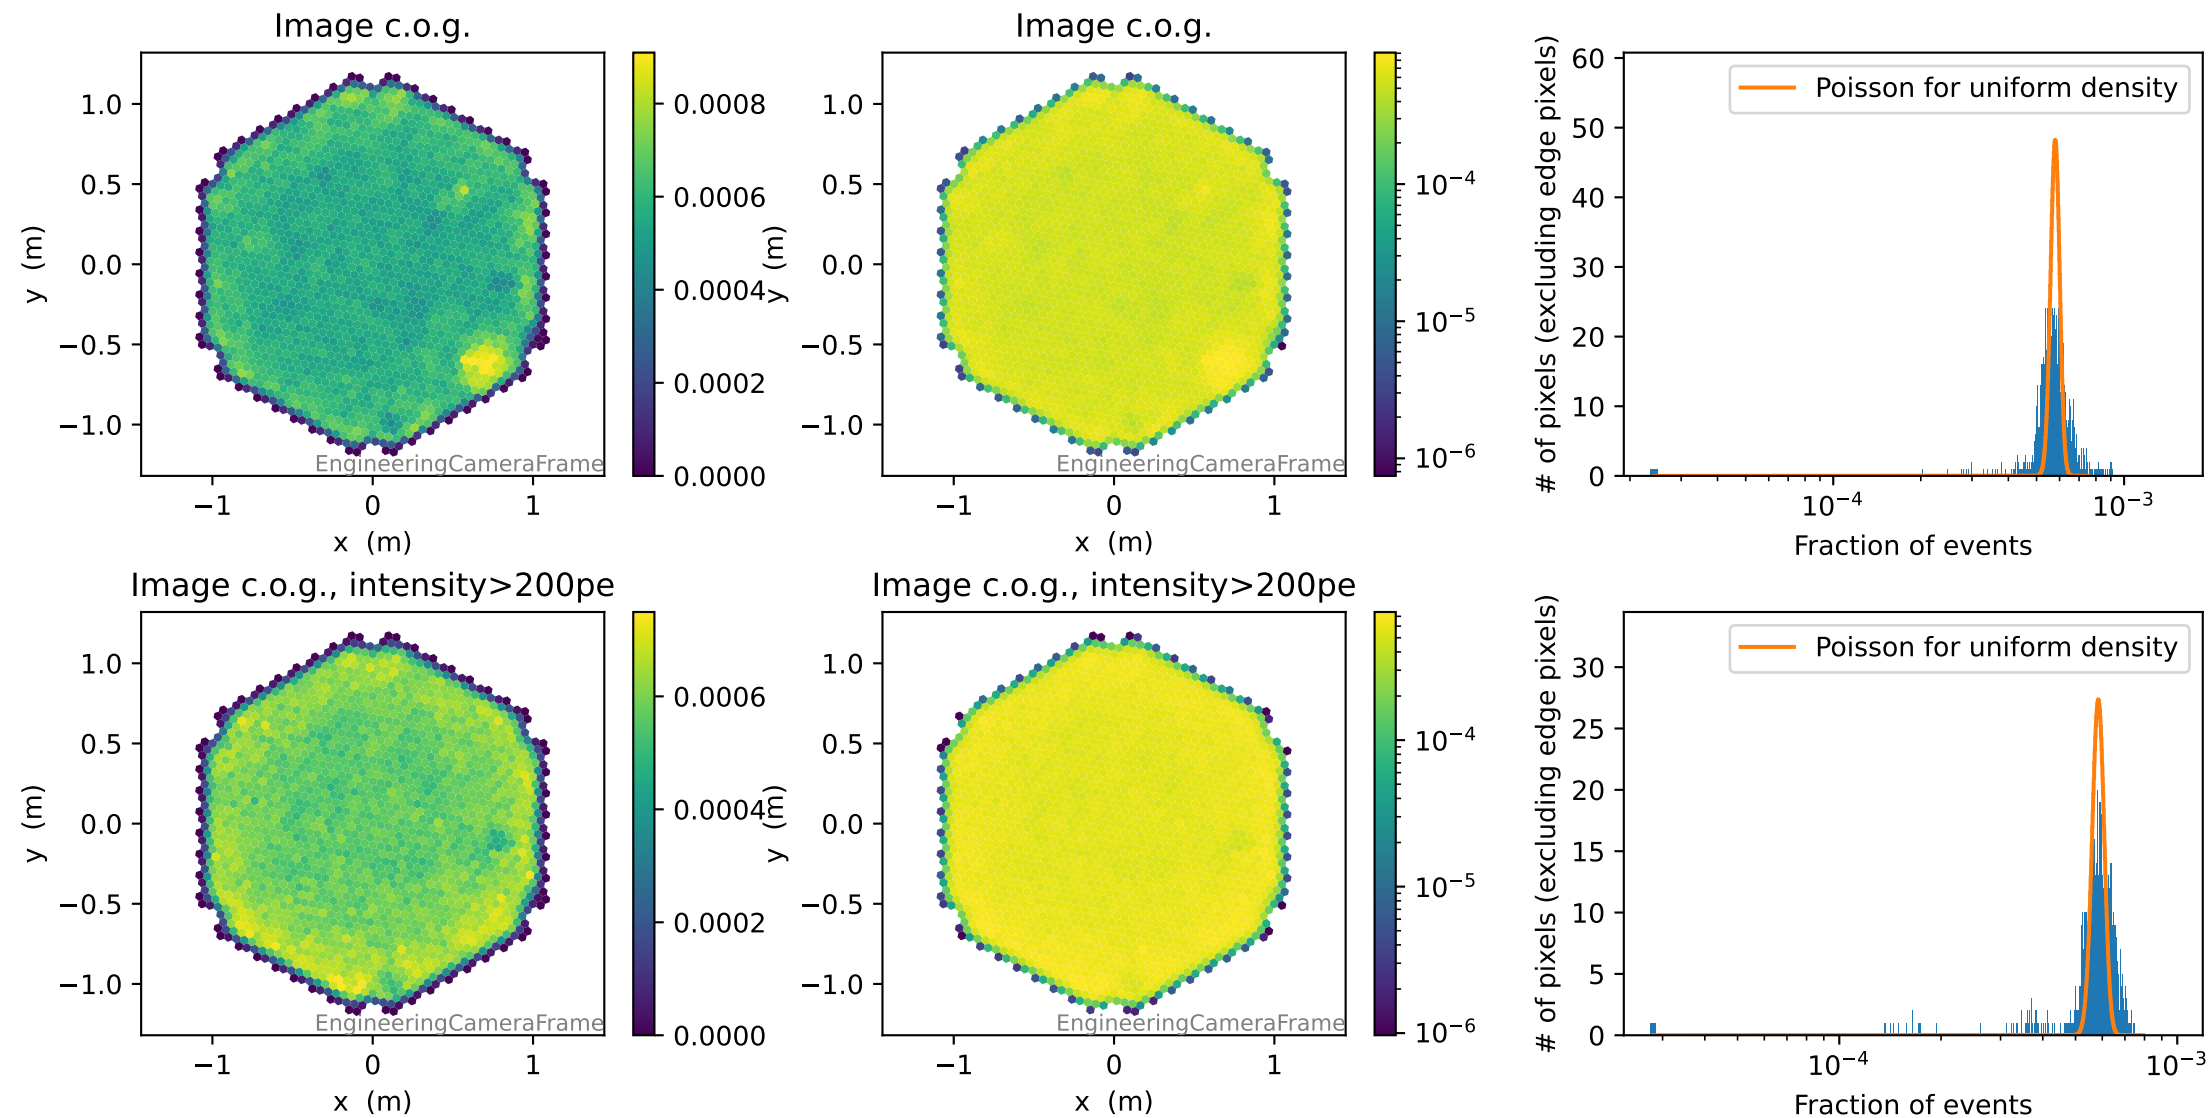 Image c.o.g.
1.0
0.5
0.0
−0.5
−1.0
y (m)
−1
0
1
x (m)
EngineeringCameraFrame
0.0008
0.0006
0.0004
0.0002
0.0000
Image c.o.g.
1.0
0.5
0.0
−0.5
−1.0
y (m)
−1
0
1
x (m)
EngineeringCameraFrame
10⁻⁴
10⁻⁵
10⁻⁶
60
50
40
30
20
10
0
# of pixels (excluding edge pixels)
Poisson for uniform density
10⁻⁴
10⁻³
Fraction of events
Image c.o.g., intensity>200pe
1.0
0.5
0.0
−0.5
−1.0
y (m)
−1
0
1
x (m)
EngineeringCameraFrame
0.0006
0.0004
0.0002
0.0000
Image c.o.g., intensity>200pe
1.0
0.5
0.0
−0.5
−1.0
y (m)
−1
0
1
x (m)
EngineeringCameraFrame
10⁻⁴
10⁻⁵
10⁻⁶
30
25
20
15
10
5
0
# of pixels (excluding edge pixels)
Poisson for uniform density
10⁻⁴
10⁻³
Fraction of events